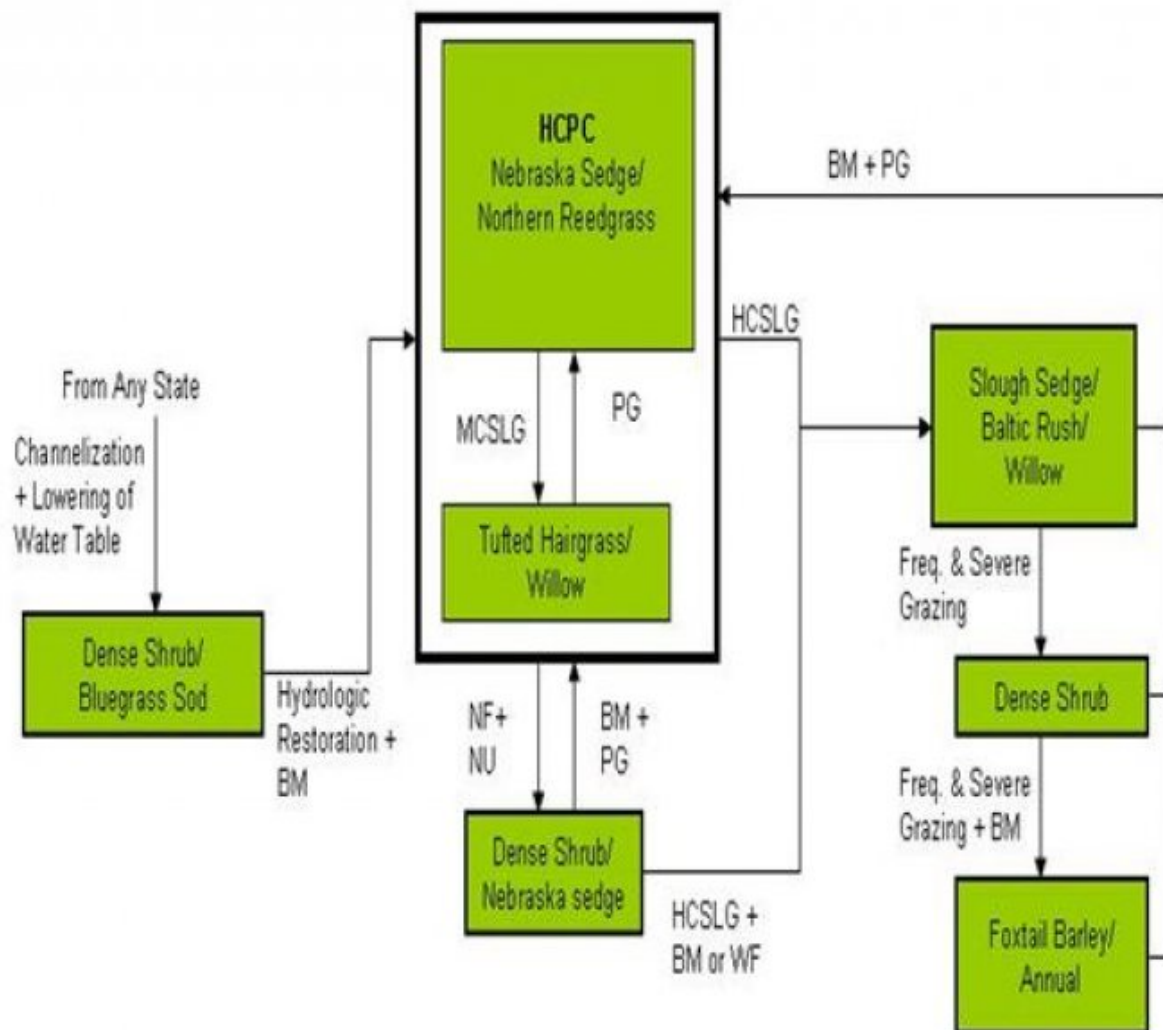 HCPC
Nebraska Sedge/
Northern Reedgrass
BM + PG
HCSLG
From Any State
Channelization
+ Lowering of
Water Table
MCSLG
PG
Slough Sedge/
Baltic Rush/
Willow
Tufted Hairgrass/
Willow
Freq. & Severe
Grazing
Dense Shrub/
Bluegrass Sod
Hydrologic
Restoration +
BM
NF+
NU
BM +
PG
Dense Shrub
Freq. & Severe
Grazing + BM
Dense Shrub/
Nebraska sedge
HCSLG +
BM or WF
Foxtail Barley/
Annual